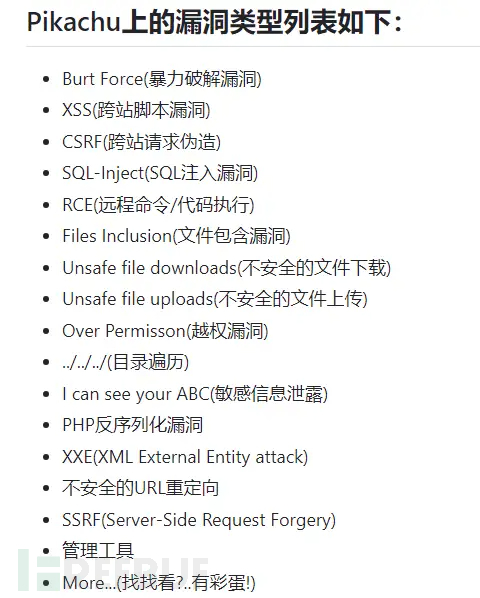 Pikachu上的漏洞类型列表如下：
Burt Force(暴力破解漏洞)
XSS(跨站脚本漏洞)
CSRF(跨站请求伪造)
SQL-Inject(SQL注入漏洞)
RCE(远程命令/代码执行)
Files Inclusion(文件包含漏洞)
Unsafe file downloads(不安全的文件下载)
Unsafe file uploads(不安全的文件上传)
Over Permisson(越权漏洞)
../../../(目录遍历)
I can see your ABC(敏感信息泄露)
PHP反序列化漏洞
XXE(XML External Entity attack)
不安全的URL重定向
SSRF(Server-Side Request Forgery)
管理工具
More...(找找看?..有彩蛋!)